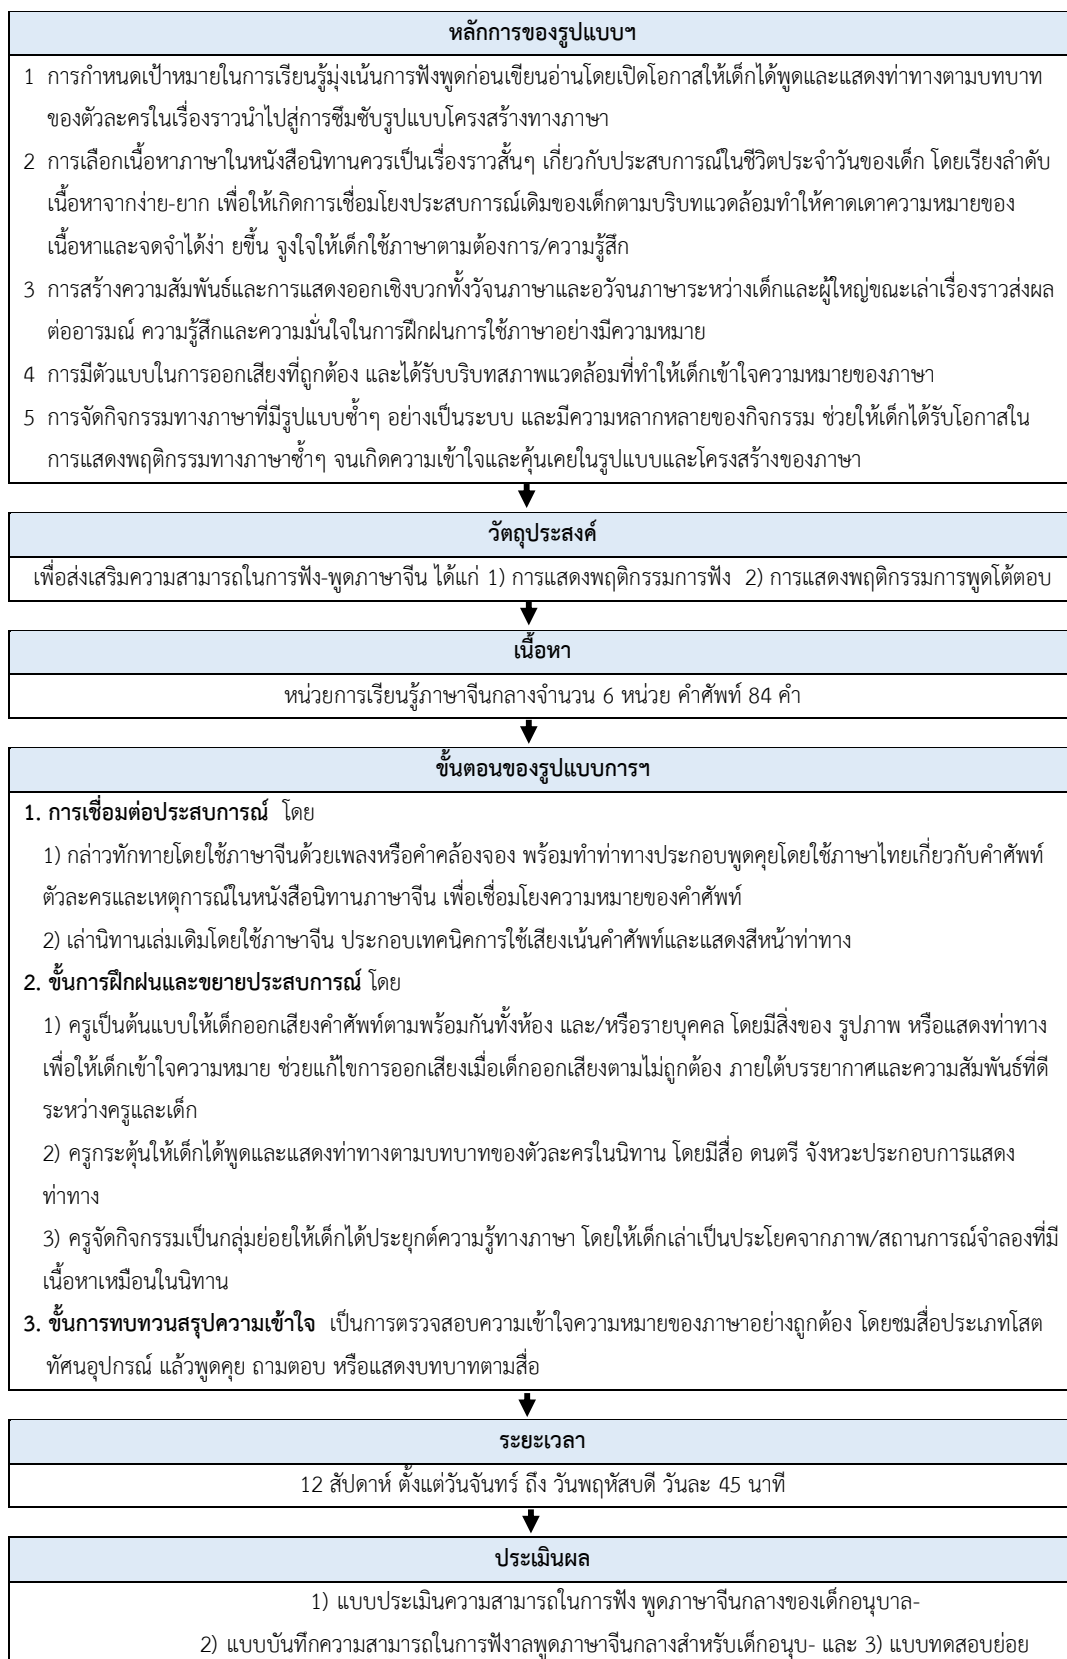 หลักการของรูปแบบฯ
1 การกำหนดเป้าหมายในการเรียนรู้มุ่งเน้นการฟังพูดก่อนเขียนอ่านโดยเปิดโอกาสให้เด็กได้พูดและแสดงท่าทางตามบทบาท
ของตัวละครในเรื่องราวนำไปสู่การซึมซับรูปแบบโครงสร้างทางภาษา
2 การเลือกเนื้อหาภาษาในหนังสือนิทานควรเป็นเรื่องราวสั้นๆ เกี่ยวกับประสบการณ์ในชีวิตประจำวันของเด็ก โดยเรียงลำดับ
เนื้อหาจากง่าย-ยาก เพื่อให้เกิดการเชื่อมโยงประสบการณ์เดิมของเด็กตามบริบทแวดล้อมทำให้คาดเดาความหมายของ
เนื้อหาและจดจำได้ง่า ยขึ้น จูงใจให้เด็กใช้ภาษาตามต้องการ/ความรู้สึก
3 การสร้างความสัมพันธ์และการแสดงออกเชิงบวกทั้งวัจนภาษาและอวัจนภาษาระหว่างเด็กและผู้ใหญ่ขณะเล่าเรื่องราวส่งผล
ต่ออารมณ์ ความรู้สึกและความมั่นใจในการฝึกฝนการใช้ภาษาอย่างมีความหมาย
4 การมีตัวแบบในการออกเสียงที่ถูกต้อง และได้รับบริบทสภาพแวดล้อมที่ทำให้เด็กเข้าใจความหมายของภาษา
5 การจัดกิจกรรมทางภาษาที่มีรูปแบบซ้ำๆ อย่างเป็นระบบ และมีความหลากหลายของกิจกรรม ช่วยให้เด็กได้รับโอกาสใน
การแสดงพฤติกรรมทางภาษาซ้ำๆ จนเกิดความเข้าใจและคุ้นเคยในรูปแบบและโครงสร้างของภาษา
วัตถุประสงค์
เพื่อส่งเสริมความสามารถในการฟัง-พูดภาษาจีน ได้แก่ 1) การแสดงพฤติกรรมการฟัง 2) การแสดงพฤติกรรมการพูดโต้ตอบ
เนื้อหา
หน่วยการเรียนรู้ภาษาจีนกลางจำนวน 6 หน่วย คำศัพท์ 84 คำ
ขั้นตอนของรูปแบบการฯ
1. การเชื่อมต่อประสบการณ์ โดย
1) กล่าวทักทายโดยใช้ภาษาจีนด้วยเพลงหรือคำคล้องจอง พร้อมทำท่าทางประกอบพูดคุยโดยใช้ภาษาไทยเกี่ยวกับคำศัพท์
ตัวละครและเหตุการณ์ในหนังสือนิทานภาษาจีน เพื่อเชื่อมโยงความหมายของคำศัพท์
2) เล่านิทานเล่มเดิมโดยใช้ภาษาจีน ประกอบเทคนิคการใช้เสียงเน้นคำศัพท์และแสดงสีหน้าท่าทาง
2. ขั้นการฝึกฝนและขยายประสบการณ์ โดย
1) ครูเป็นต้นแบบให้เด็กออกเสียงคำศัพท์ตามพร้อมกันทั้งห้อง และ/หรือรายบุคคล โดยมีสิ่งของ รูปภาพ หรือแสดงท่าทาง
เพื่อให้เด็กเข้าใจความหมาย ช่วยแก้ไขการออกเสียงเมื่อเด็กออกเสียงตามไม่ถูกต้อง ภายใต้บรรยากาศและความสัมพันธ์ที่ดี
ระหว่างครูและเด็ก
2) ครูกระตุ้นให้เด็กได้พูดและแสดงท่าทางตามบทบาทของตัวละครในนิทาน โดยมีสื่อ ดนตรี จังหวะประกอบการแสดง
ท่าทาง
3) ครูจัดกิจกรรมเป็นกลุ่มย่อยให้เด็กได้ประยุกต์ความรู้ทางภาษา โดยให้เด็กเล่าเป็นประโยคจากภาพ/สถานการณ์จำลองที่มี
เนื้อหาเหมือนในนิทาน
3. ขั้นการทบทวนสรุปความเข้าใจ เป็นการตรวจสอบความเข้าใจความหมายของภาษาอย่างถูกต้อง โดยชมสื่อประเภทโสต
ทัศนอุปกรณ์ แล้วพูดคุย ถามตอบ หรือแสดงบทบาทตามสื่อ
ระยะเวลา
12 สัปดาห์ ตั้งแต่วันจันทร์ ถึง วันพฤหัสบดี วันละ 45 นาที
ประเมินผล
1) แบบประเมินความสามารถในการฟัง พูดภาษาจีนกลางของเด็กอนุบาล-
2) แบบบันทึกความสามารถในการฟังาลพูดภาษาจีนกลางสำหรับเด็กอนุบ- และ 3) แบบทดสอบย่อย